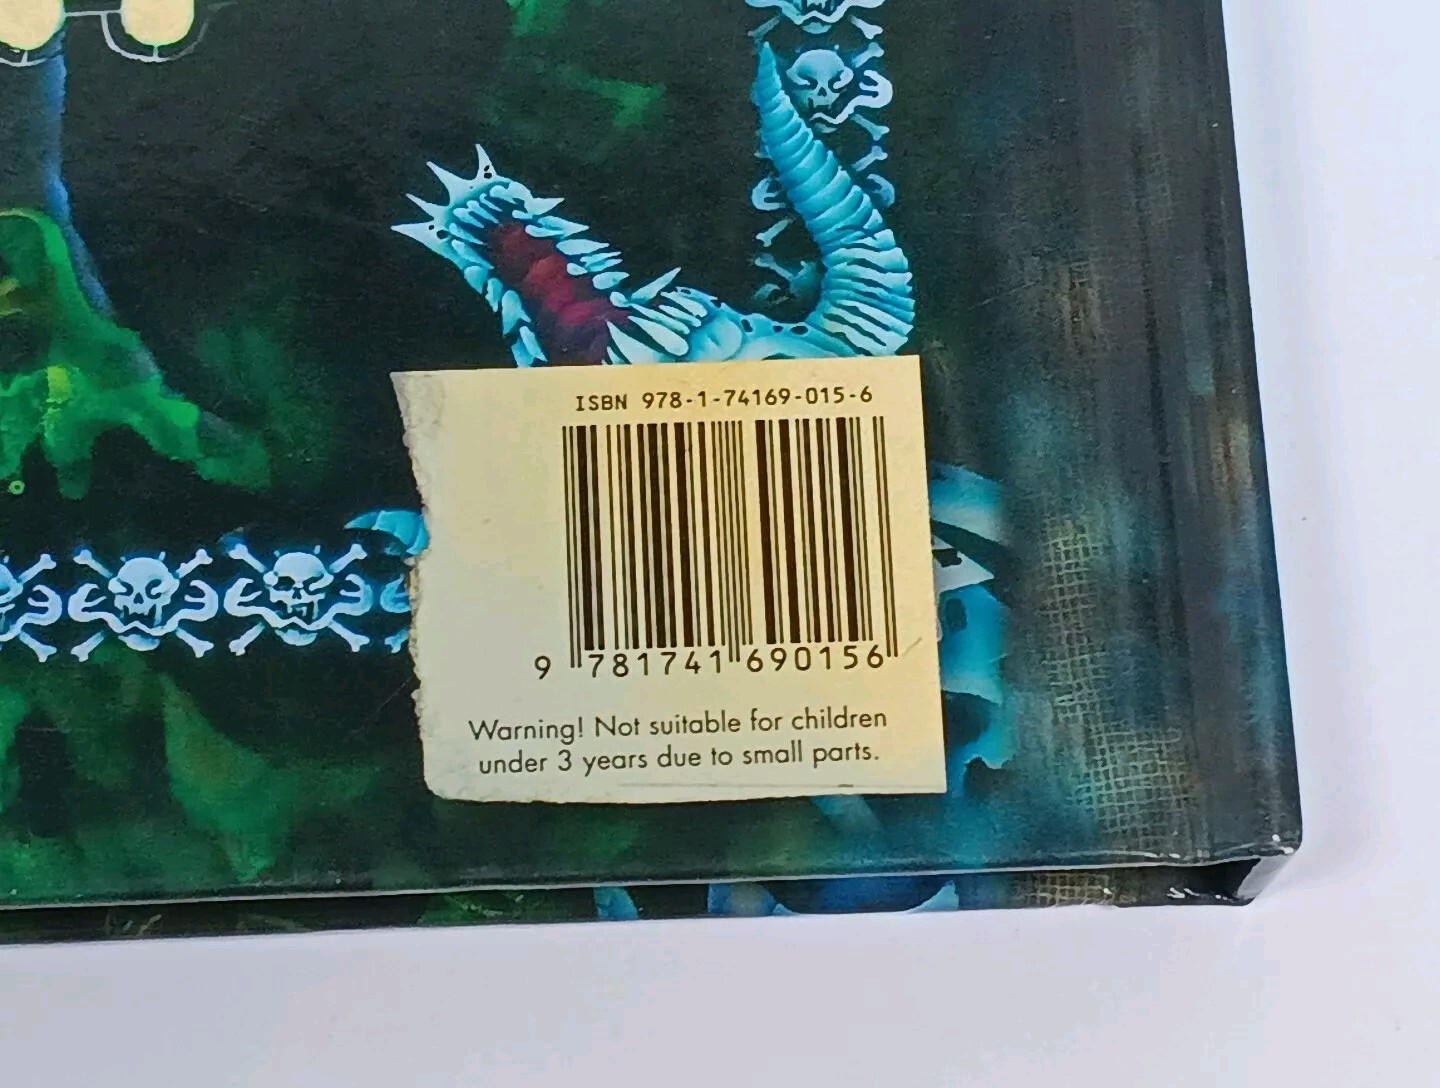 ISBN 978-1-74169-015-6
9 781741 690156
Warning! Not suitable for children
under 3 years due to small parts.